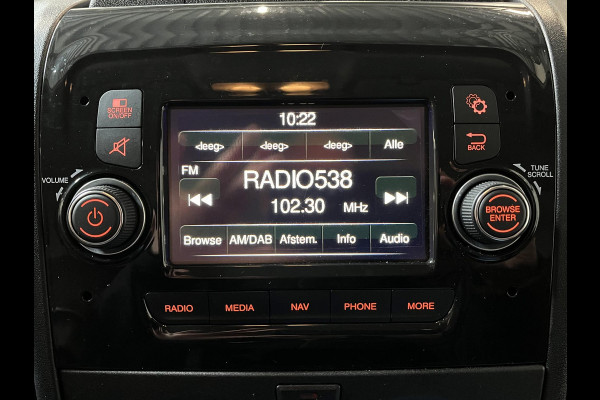 SCREEN
ON/OFF
VOLUME
10:22
<leeg> <leeg> <leeg> Alle
FM
RADIO538
102.30 MHz
Browse AM/DAB Afstem. Info Audio
BACK
TUNE
SCROLL
BROWSE
ENTER
RADIO MEDIA NAV PHONE MORE